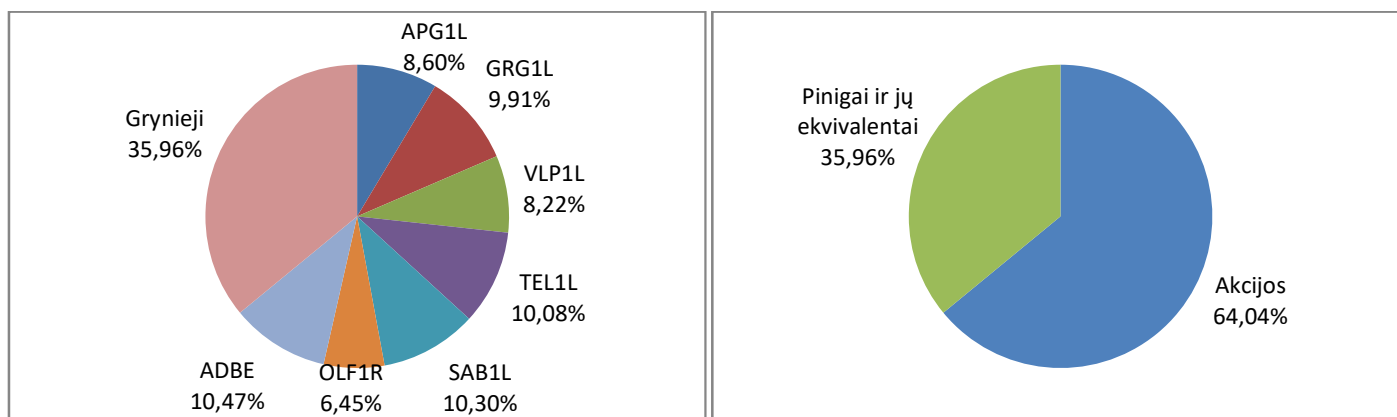 APG1L
8,60%
GRG1L
9,91%
VLP1L
8,22%
TEL1L
10,08%
SAB1L
10,30%
OLF1R
6,45%
ADBE
10,47%
Grynieji
35,96%
Pinigai ir jų
ekvivalentai
35,96%
Akcijos
64,04%